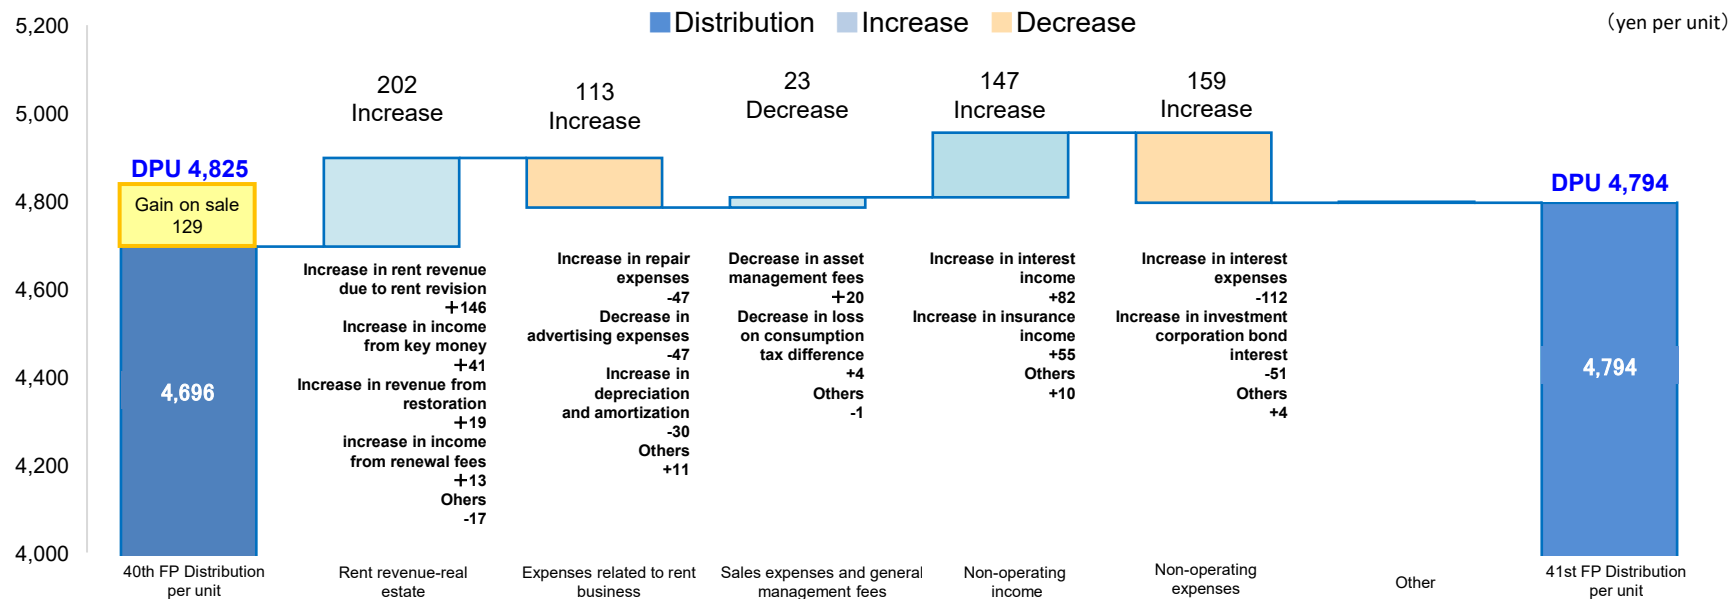 Distribution Increase Decrease
（yen per unit）
5,200
5,000
4,800
4,600
4,400
4,200
4,000
DPU 4,825
Gain on sale
129
4,696
202
Increase
113
Increase
23
Decrease
147
Increase
159
Increase
DPU 4,794
4,794
Increase in rent revenue
due to rent revision
＋146
Increase in income
from key money
＋41
Increase in revenue from
restoration
＋19
increase in income
from renewal fees
＋13
Ohers
-17
Increase in repair
expenses
-47
Decrease in
advertising expenses
-47
Increase in
depreciation
and amortization
-30
Others
+11
Decrease in asset
management fees
＋20
Decrease in loss
on consumption
tax difference
+4
Others
-1
Increase in interest
income
+82
Increase in insurance
income
+55
Others
+10
Increase in interest
expenses
-112
Increase in investment
corporation bond
interest
-51
Others
+4
40th FP Distribution
per unit
Rent revenue-real
estate
Expenses related to rent
business
Sales expenses and general
management fees
Non-operating
income
Non-operating
expenses
Other
41st FP Distribution
per unit